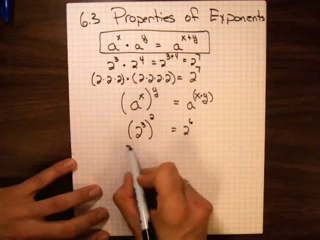 6.3 Properties of Exponents
a^x · a^y = a^{x+y}
2^3 · 2^4 = 2^{3+4} = 2^7
(2·2·2)·(2·2·2·2) = 2^7
(a^x)^y = a^{(x+y)}
(2^3)^2 = 2^6